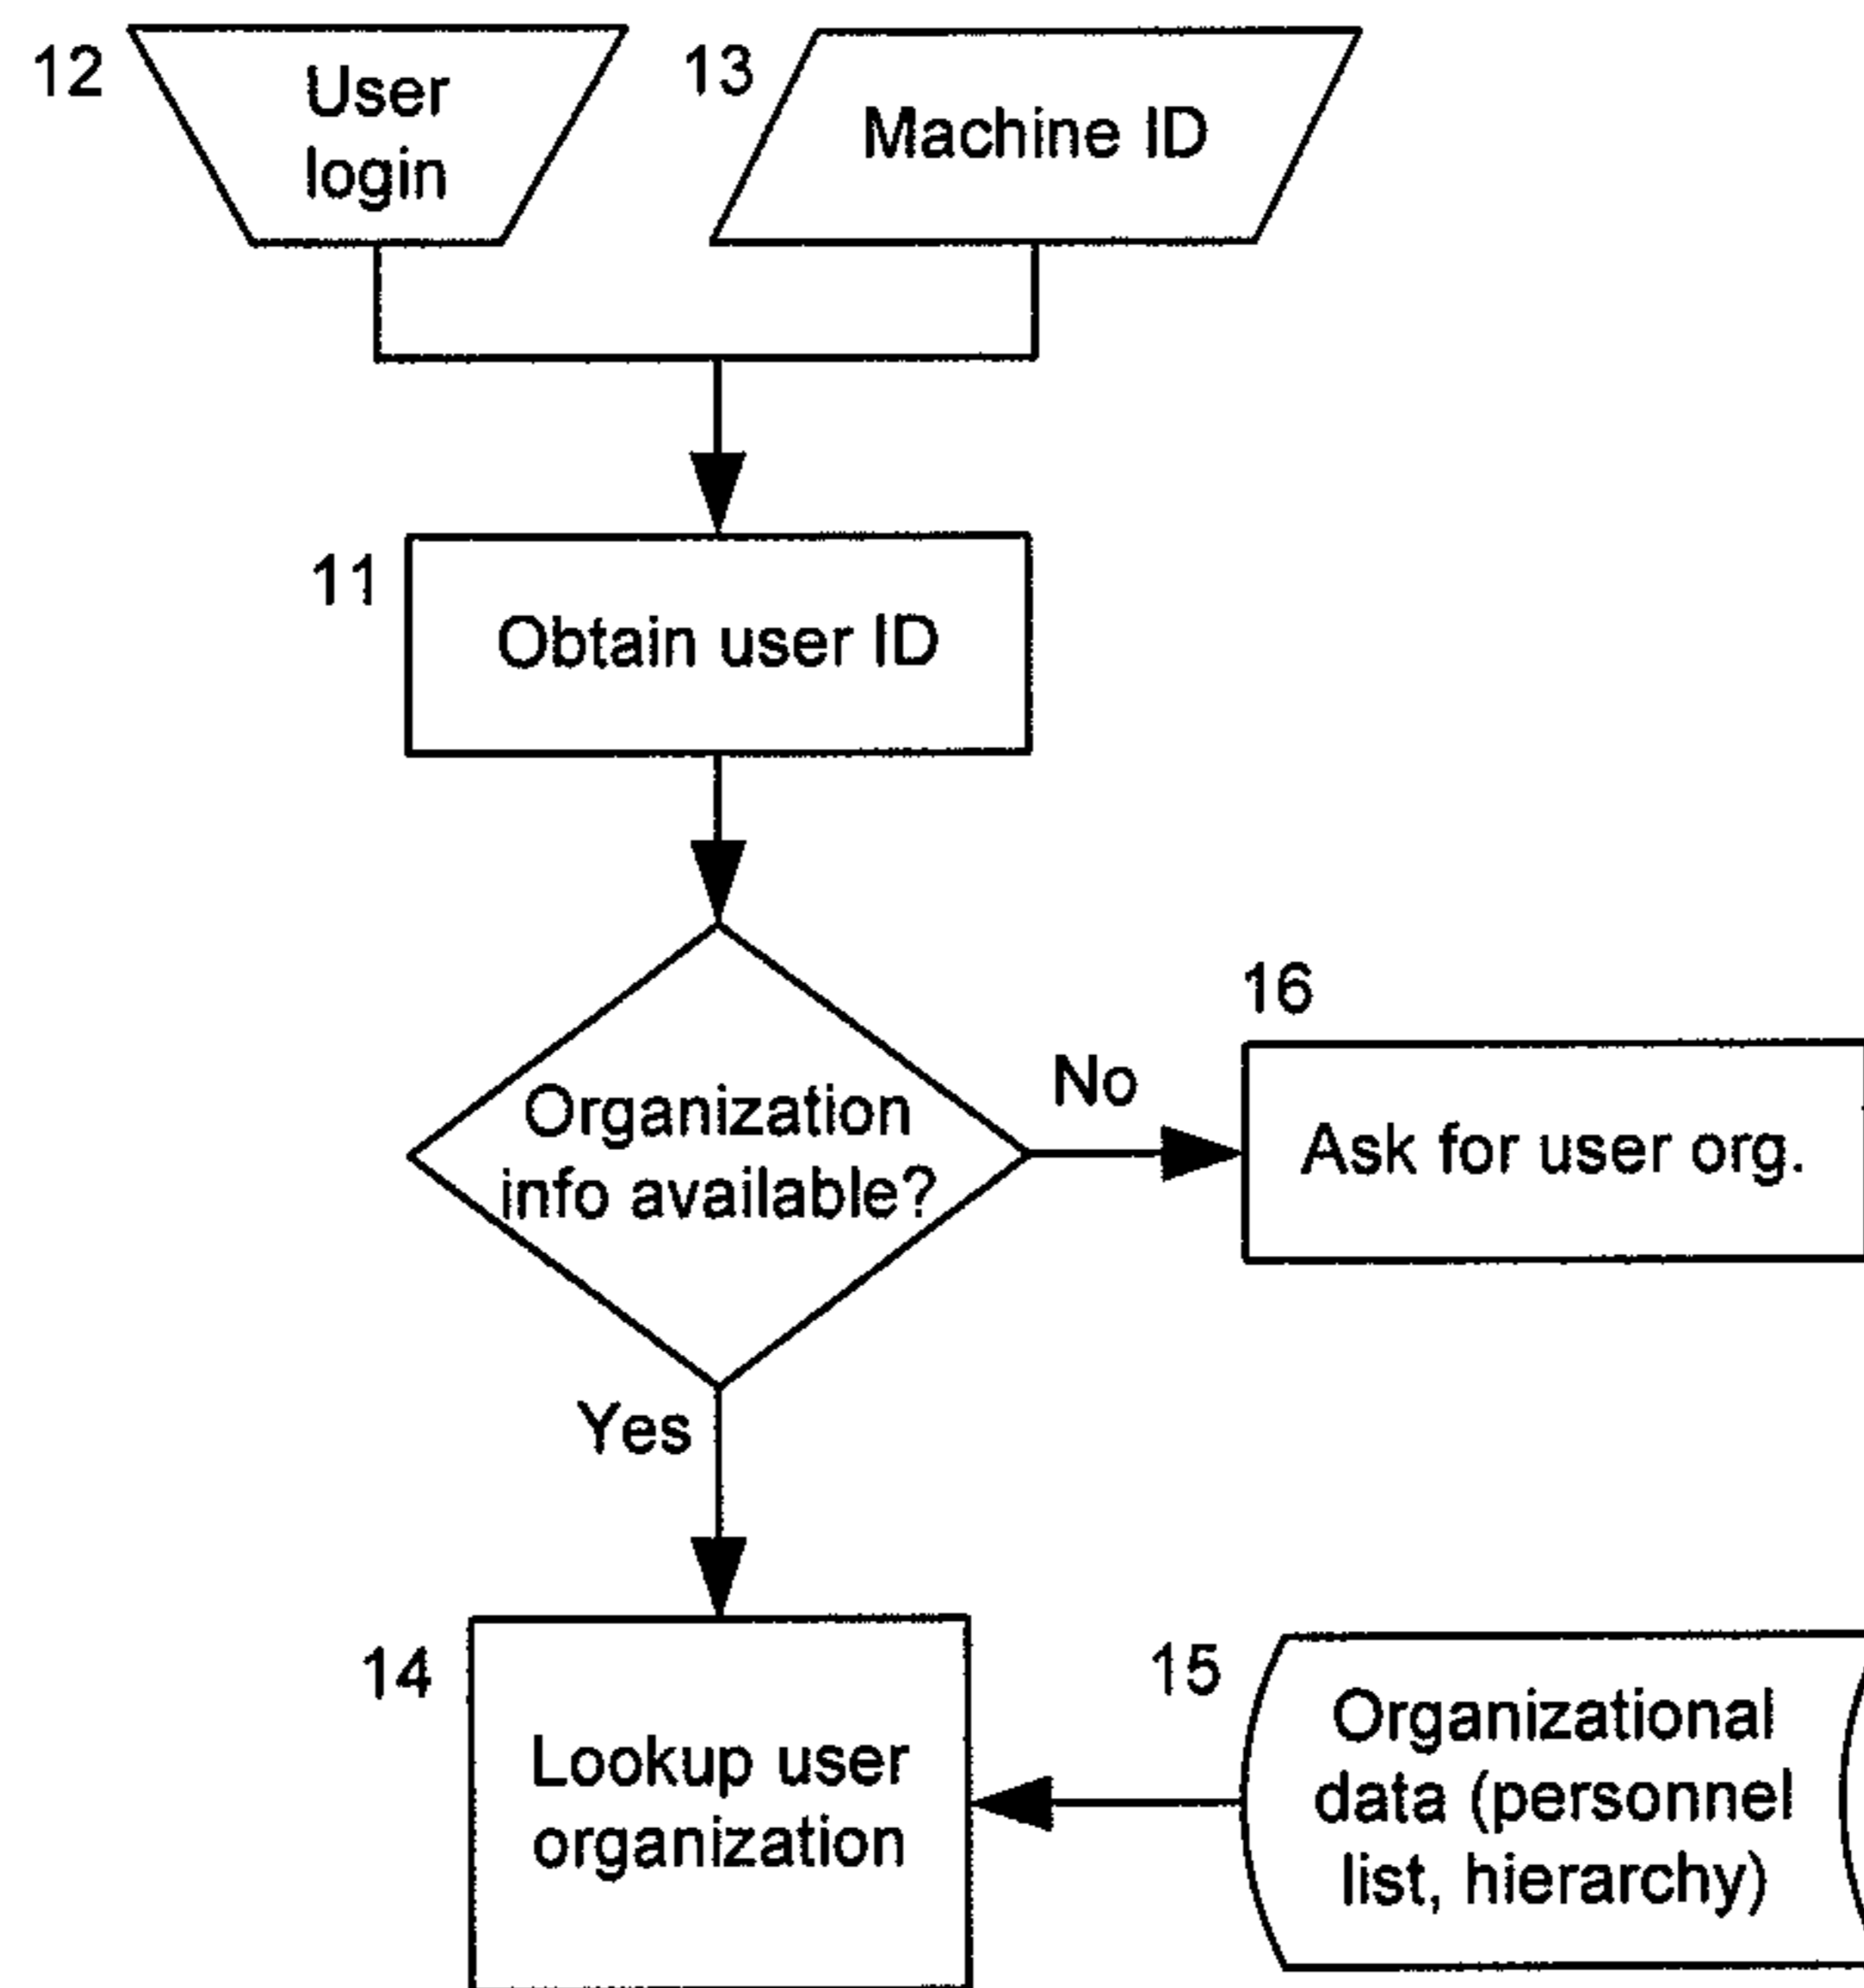 12
User
login
13
Machine ID
11
Obtain user ID
Organization
info available?
No
16
Ask for user org.
Yes
14
Lookup user
organization
15
Organizational
data (personnel
list, hierarchy)